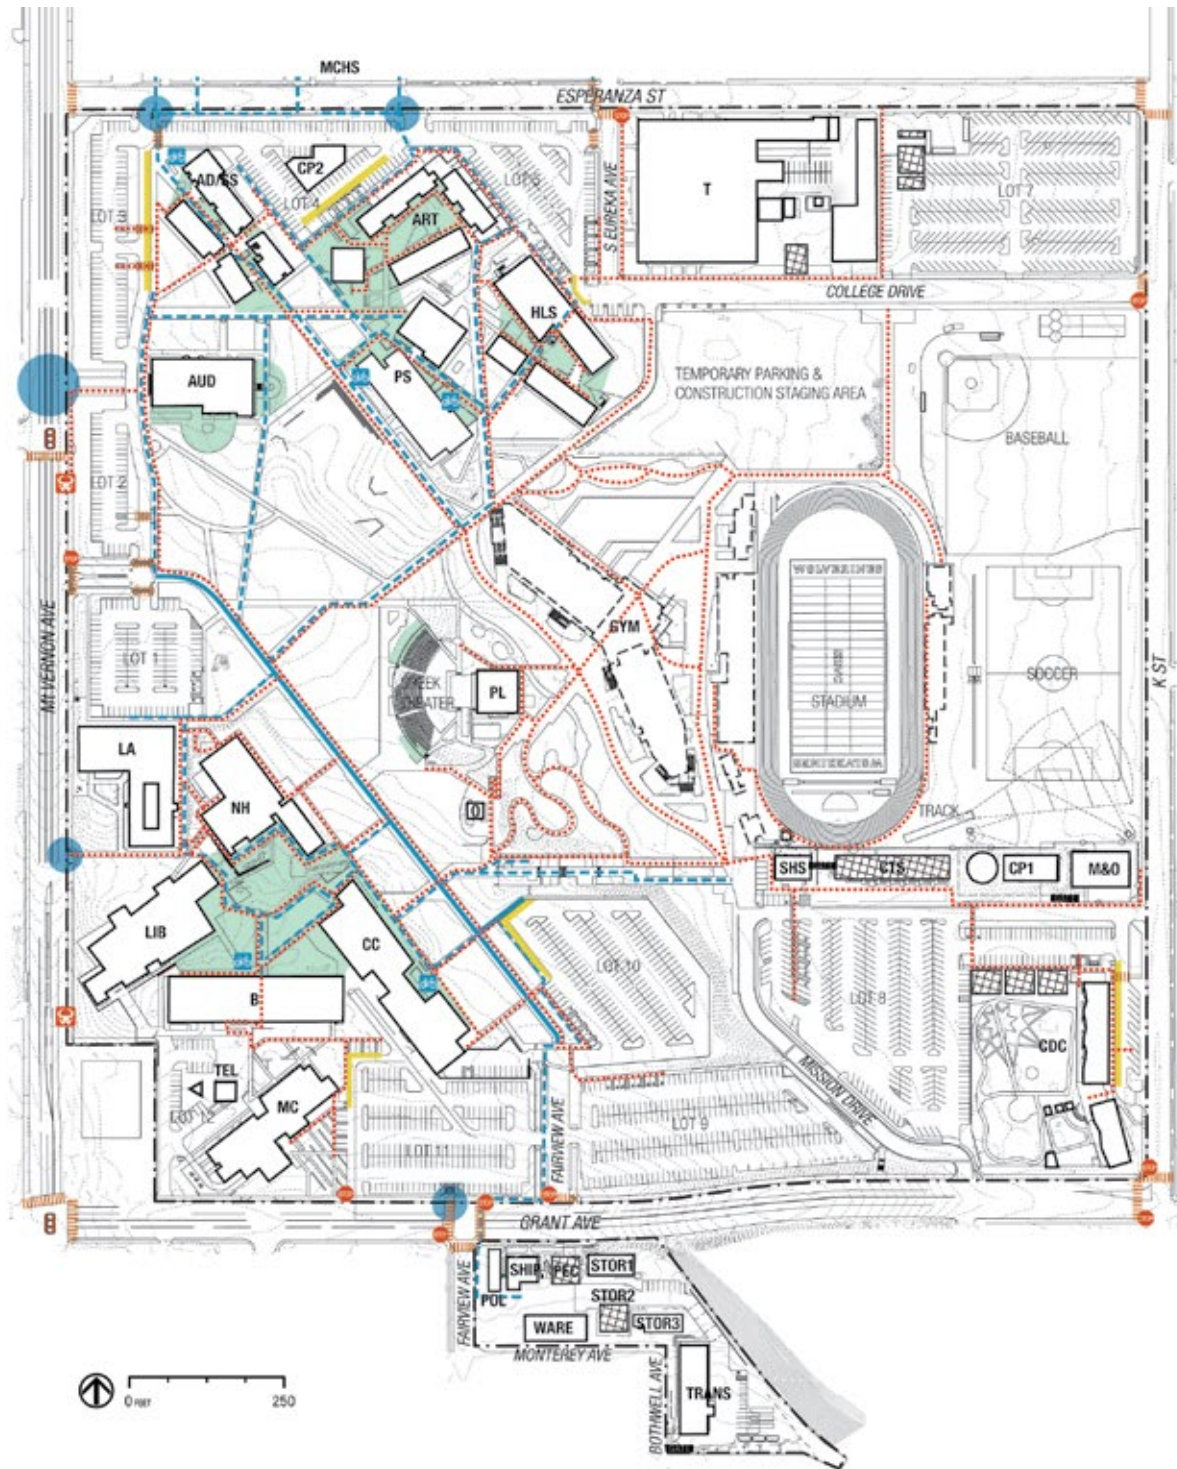 MCHS
ESPERANZA ST
CP2
AD/SS
LOT 5
LOT 4
LOT 3
ART
T
LOT 7
S EUREKA AVE
COLLEGE DRIVE
HLS
AUD
PS
TEMPORARY PARKING &
CONSTRUCTION STAGING AREA
BASEBALL
LOT 2
WOLVERINES
GYM
LOT 1
STADIUM
SOCCER
PL
K ST
Mt VERNON AVE
LA
NH
TRACK
SHS
CTS
CP1
M&O
LIB
CC
LOT 10
LOT 8
B
CDC
TEL
MC
LOT 12
MISSION DRIVE
LOT 11
FAIRVIEW AVE
LOT 9
GRANT AVE
FAIRVIEW AVE
SHIP
PEC
STOR1
POL
STOR2
WARE
STOR3
MONTEREY AVE
BOTHWELL AVE
TRANS
0 FEET 250